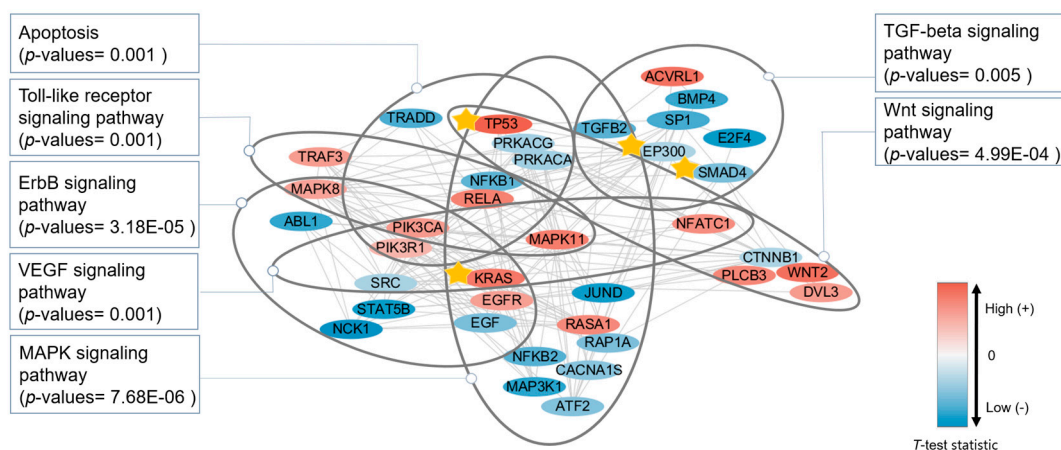 Apoptosis
(p-values= 0.001 )
Toll-like receptor
signaling pathway
(p-values= 0.001)
ErbB signaling
pathway
(p-values= 3.18E-05 )
VEGF signaling
pathway
(p-values= 0.001)
MAPK signaling
pathway
(p-values= 7.68E-06 )
TGF-beta signaling
pathway
(p-values= 0.005 )
Wnt signaling
pathway
(p-values= 4.99E-04 )
ACVRL1
BMP4
SP1
E2F4
TGFB2
EP300
SMAD4
TRADD
TP53
PRKACG
PRKACA
NFKB1
RELA
TRAF3
MAPK8
ABL1
PIK3CA
PIK3R1
MAPK11
NFATC1
CTNNB1
PLCB3
WNT2
DVL3
SRC
KRAS
EGFR
EGF
STAT5B
NCK1
JUND
RASA1
RAP1A
NFKB2
CACNA1S
MAP3K1
ATF2
High (+)
0
Low (-)
T-test statistic